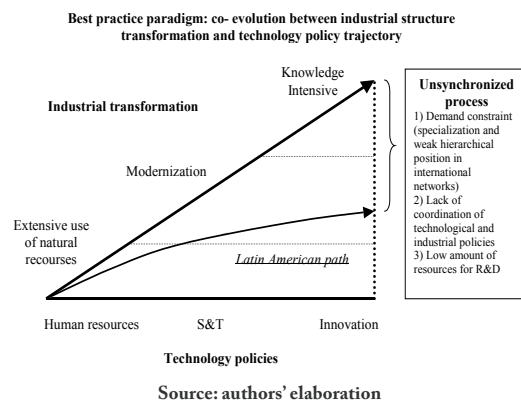 Best practice paradigm: co- evolution between industrial structure
transformation and technology policy trajectory
Knowledge
Intensive
Industrial transformation
Modernization
Extensive use
of natural
recourses
Latin American path
Unsynchronized
process
1) Demand constraint
(specialization and
weak hierarchical
position in
international
networks)
2) Lack of
coordination of
technological and
industrial policies
3) Low amount of
resources for R&D
Human resources
S&T
Innovation
Technology policies
Source: authors' elaboration